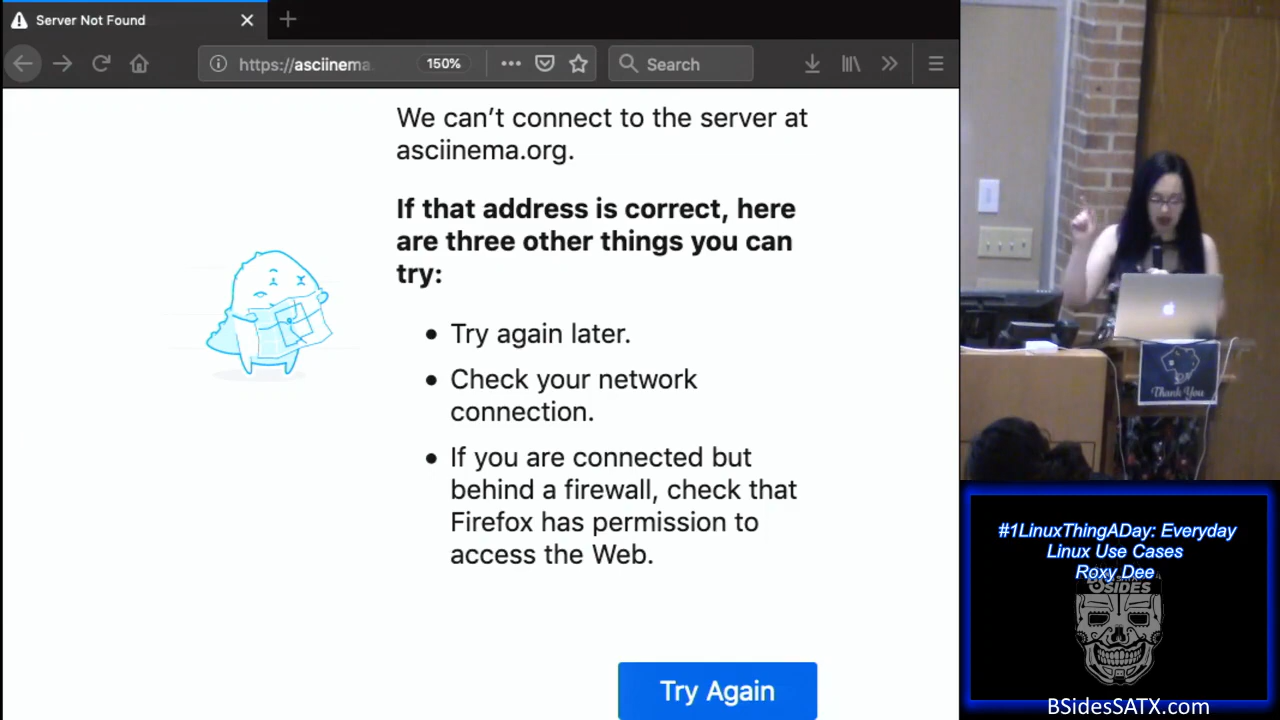 Server Not Found
https://asciinema.
150%
Search
We can’t connect to the server at
asciinema.org.
If that address is correct, here
are three other things you can
try:
Try again later.
Check your network
connection.
If you are connected but
behind a firewall, check that
Firefox has permission to
access the Web.
Try Again
Thank You
#1LinuxThingADay: Everyday
Linux Use Cases
Roxy Dee
BSIDES
BSidesSATX.com